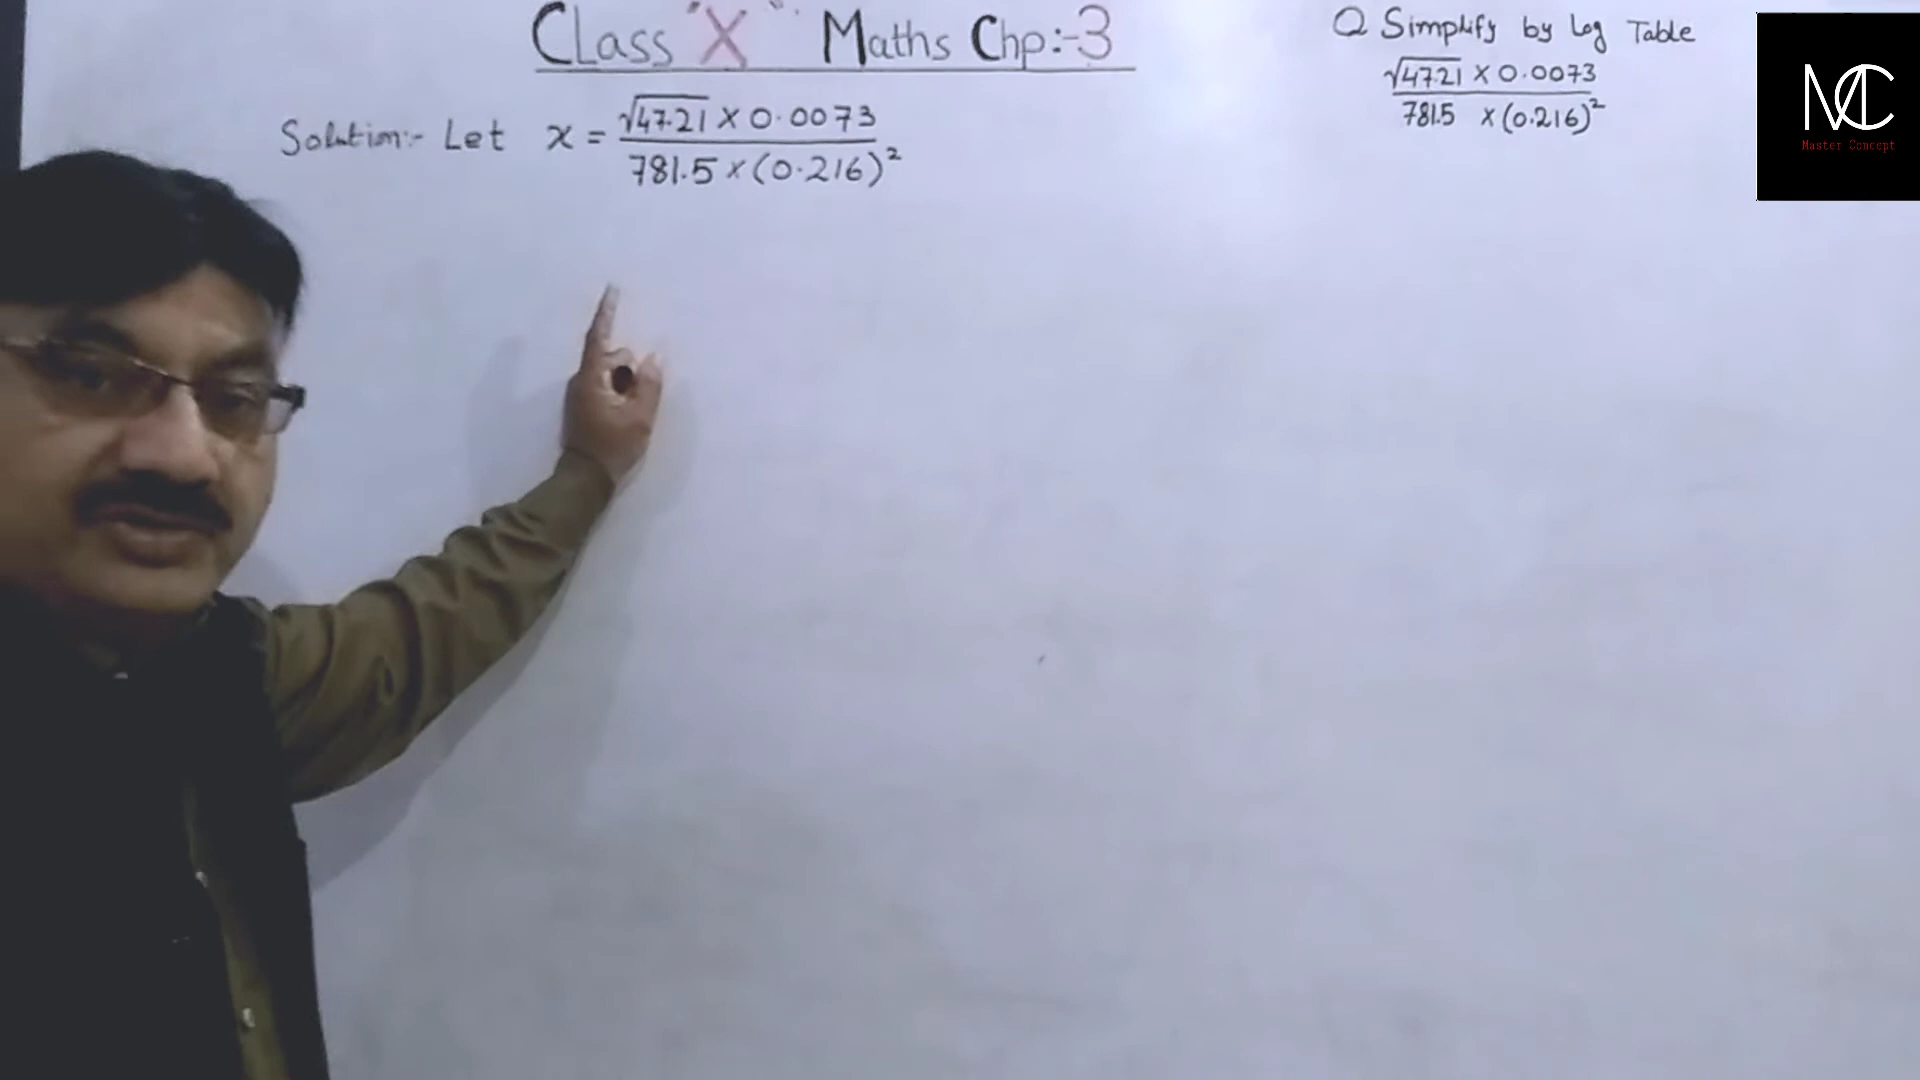 Class "X" Maths Chp:-3
Q Simplify by Log Table
√47.21 × 0.0073
781.5 × (0.216)²
Solution:- Let x = √47.21 × 0.0073
781.5 × (0.216)²
MC
Master Concept